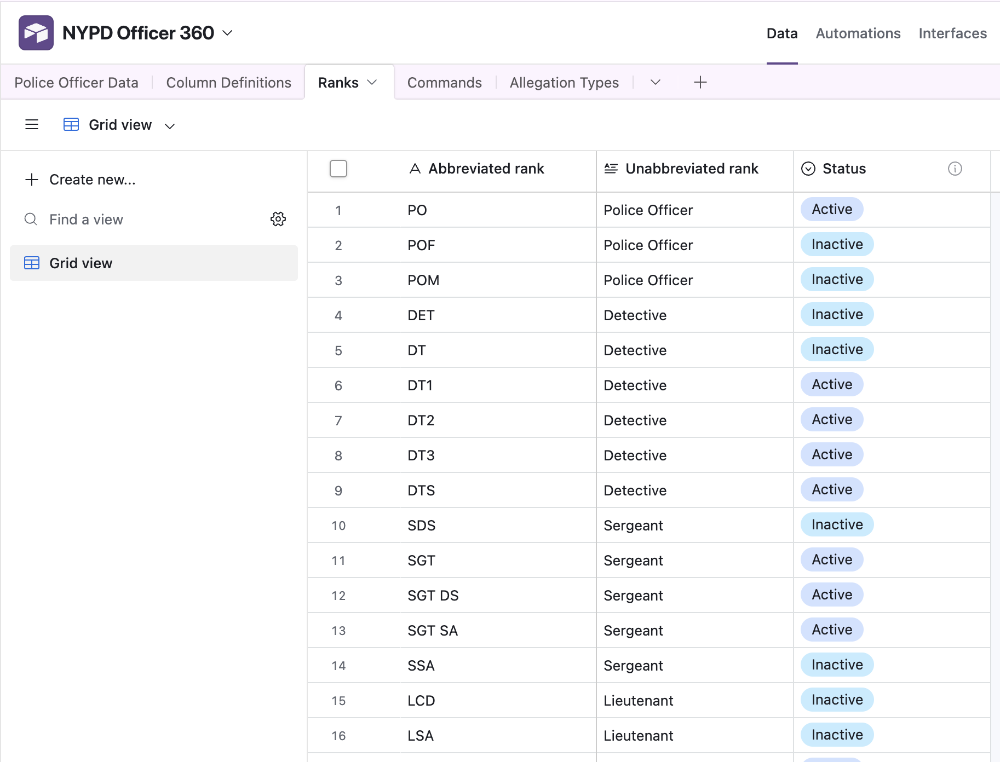 NYPD Officer 360
Data Automations Interfaces
Police Officer Data Column Definitions Ranks Commands Allegation Types
Grid view
Create new...
Find a view
Grid view
Abbreviated rank Unabbreviated rank Status
1 PO Police Officer Active
2 POF Police Officer Inactive
3 POM Police Officer Inactive
4 DET Detective Inactive
5 DT Detective Inactive
6 DT1 Detective Active
7 DT2 Detective Active
8 DT3 Detective Active
9 DTS Detective Active
10 SDS Sergeant Inactive
11 SGT Sergeant Active
12 SGT DS Sergeant Active
13 SGT SA Sergeant Active
14 SSA Sergeant Inactive
15 LCD Lieutenant Inactive
16 LSA Lieutenant Inactive